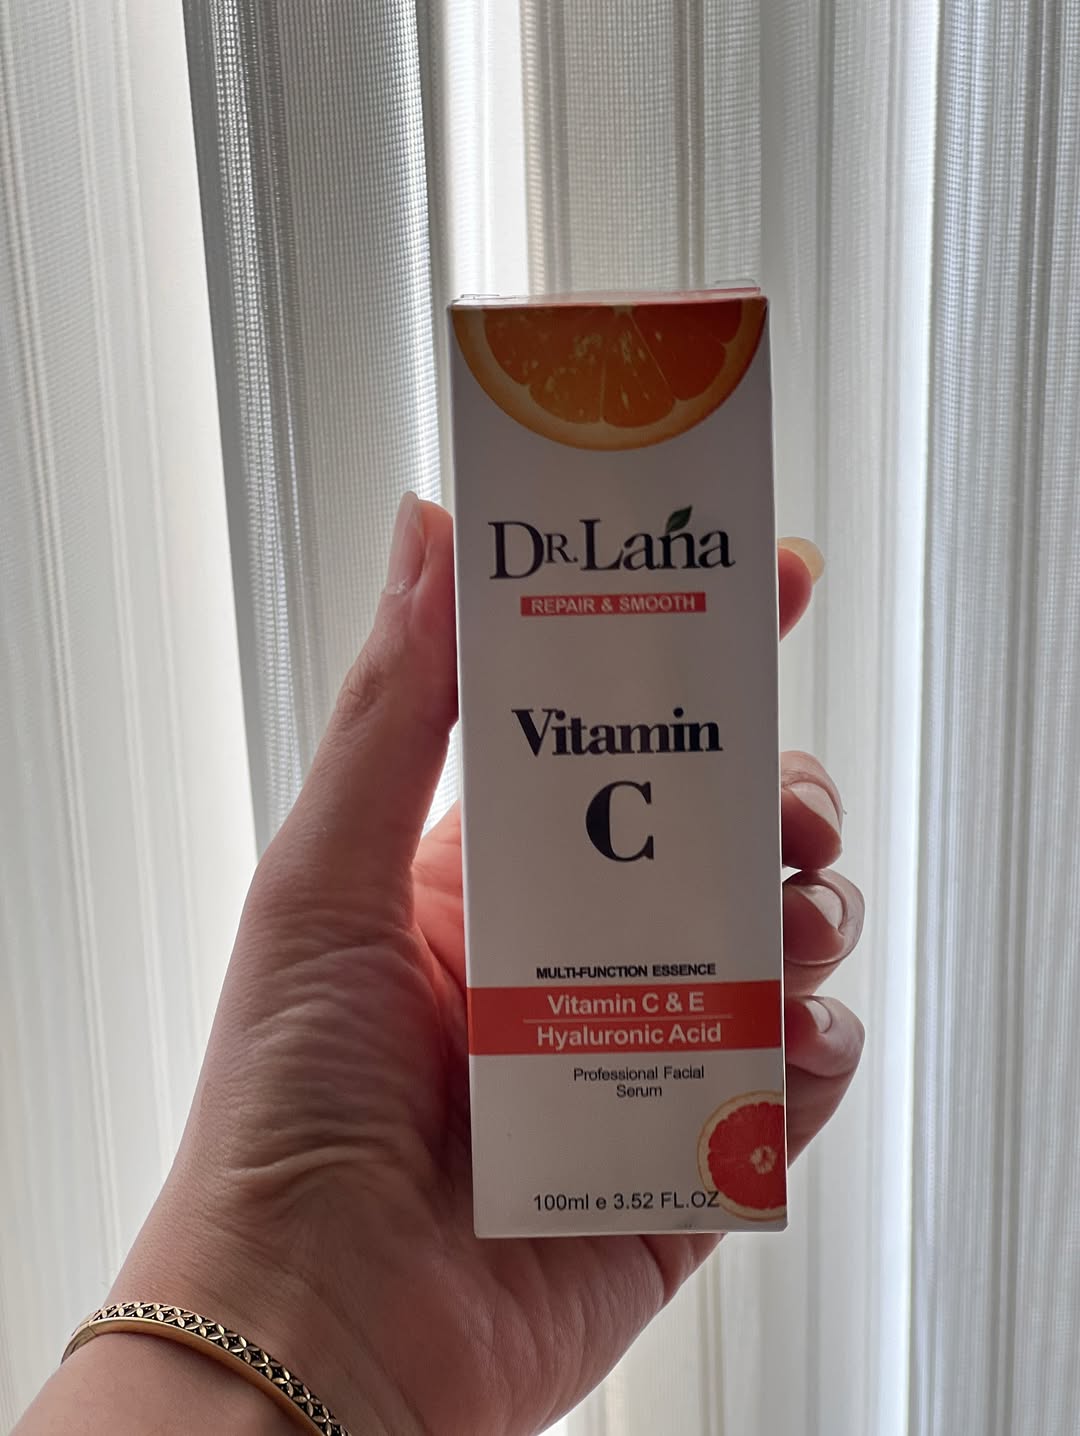 DR.Lana
REPAIR & SMOOTH
Vitamin
C
MULTI-FUNCTION ESSENCE
Vitamin C & E
Hyaluronic Acid
Professional Facial
Serum
100ml e 3.52 FL.OZ